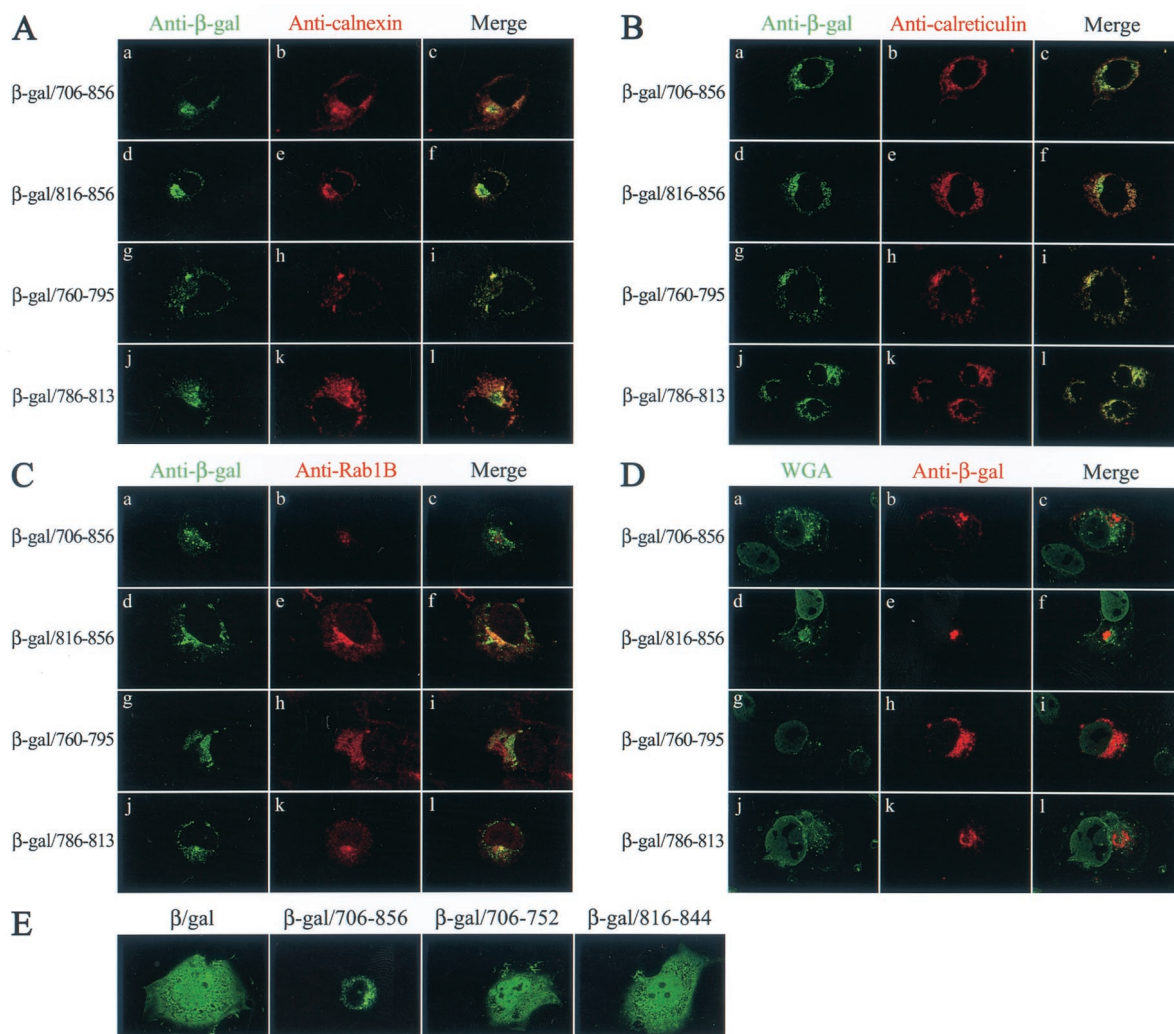 A
Anti-β-gal Anti-calnexin Merge
β-gal/706-856 a b c
β-gal/816-856 d e f
β-gal/760-795 g h i
β-gal/786-813 j k l
B
Anti-β-gal Anti-calreticulin Merge
β-gal/706-856 a b c
β-gal/816-856 d e f
β-gal/760-795 g h i
β-gal/786-813 j k l
C
Anti-β-gal Anti-Rab1B Merge
β-gal/706-856 a b c
β-gal/816-856 d e f
β-gal/760-795 g h i
β-gal/786-813 j k l
D
WGA Anti-β-gal Merge
β-gal/706-856 a b c
β-gal/816-856 d e f
β-gal/760-795 g h i
β-gal/786-813 j k l
E
β/gal β-gal/706-856 β-gal/706-752 β-gal/816-844